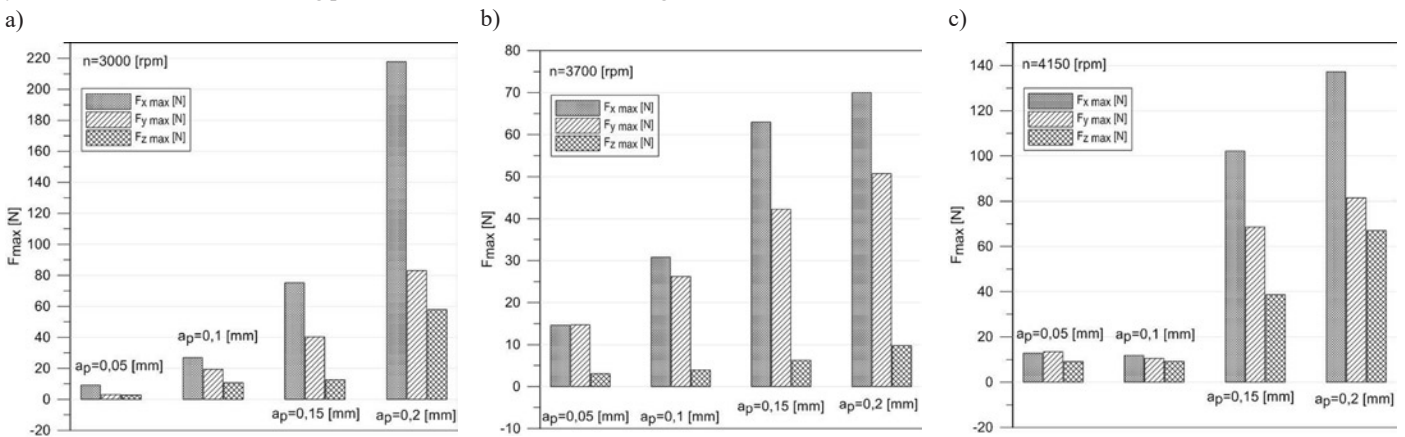 a)
n=3000 [rpm]
Fx max [N]
Fy max [N]
Fz max [N]
Fmax [N]
220
200
180
160
140
120
100
80
60
40
20
0
-20
ap=0,05 [mm]
ap=0,1 [mm]
ap=0,15 [mm]
ap=0,2 [mm]
b)
n=3700 [rpm]
Fx max [N]
Fy max [N]
Fz max [N]
Fmax [N]
80
70
60
50
40
30
20
10
0
-10
ap=0,05 [mm]
ap=0,1 [mm]
ap=0,15 [mm]
ap=0,2 [mm]
c)
n=4150 [rpm]
Fx max [N]
Fy max [N]
Fz max [N]
Fmax [N]
140
120
100
80
60
40
20
0
-20
ap=0,05 [mm]
ap=0,1 [mm]
ap=0,15 [mm]
ap=0,2 [mm]